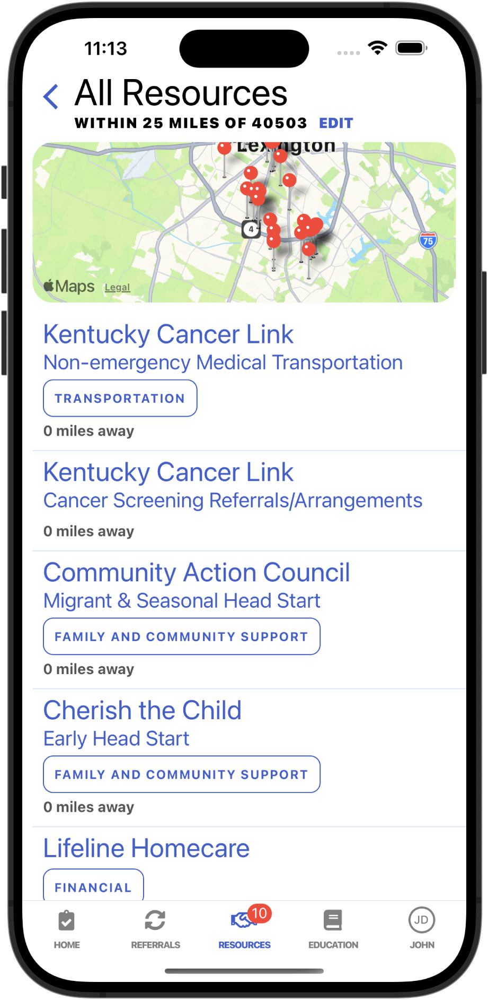 11:13
All Resources
WITHIN 25 MILES OF 40503 EDIT
Lexington
4
75
Maps Legal
Kentucky Cancer Link
Non-emergency Medical Transportation
TRANSPORTATION
0 miles away
Kentucky Cancer Link
Cancer Screening Referrals/Arrangements
0 miles away
Community Action Council
Migrant & Seasonal Head Start
FAMILY AND COMMUNITY SUPPORT
0 miles away
Cherish the Child
Early Head Start
FAMILY AND COMMUNITY SUPPORT
0 miles away
Lifeline Homecare
FINANCIAL
10
JD
HOME REFERRALS RESOURCES EDUCATION JOHN